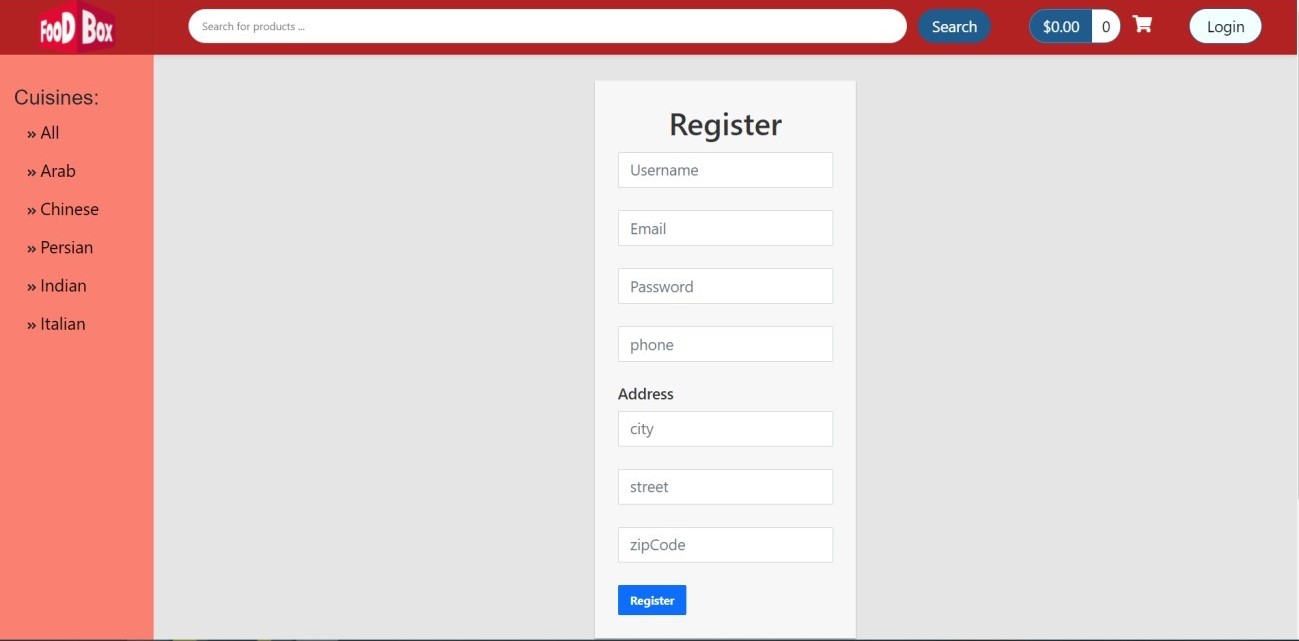 FooD Box
Search for products ...
Search
$0.00 0
Login
Cuisines:
» All
» Arab
» Chinese
» Persian
» Indian
» Italian
Register
Username
Email
Password
phone
Address
city
street
zipCode
Register